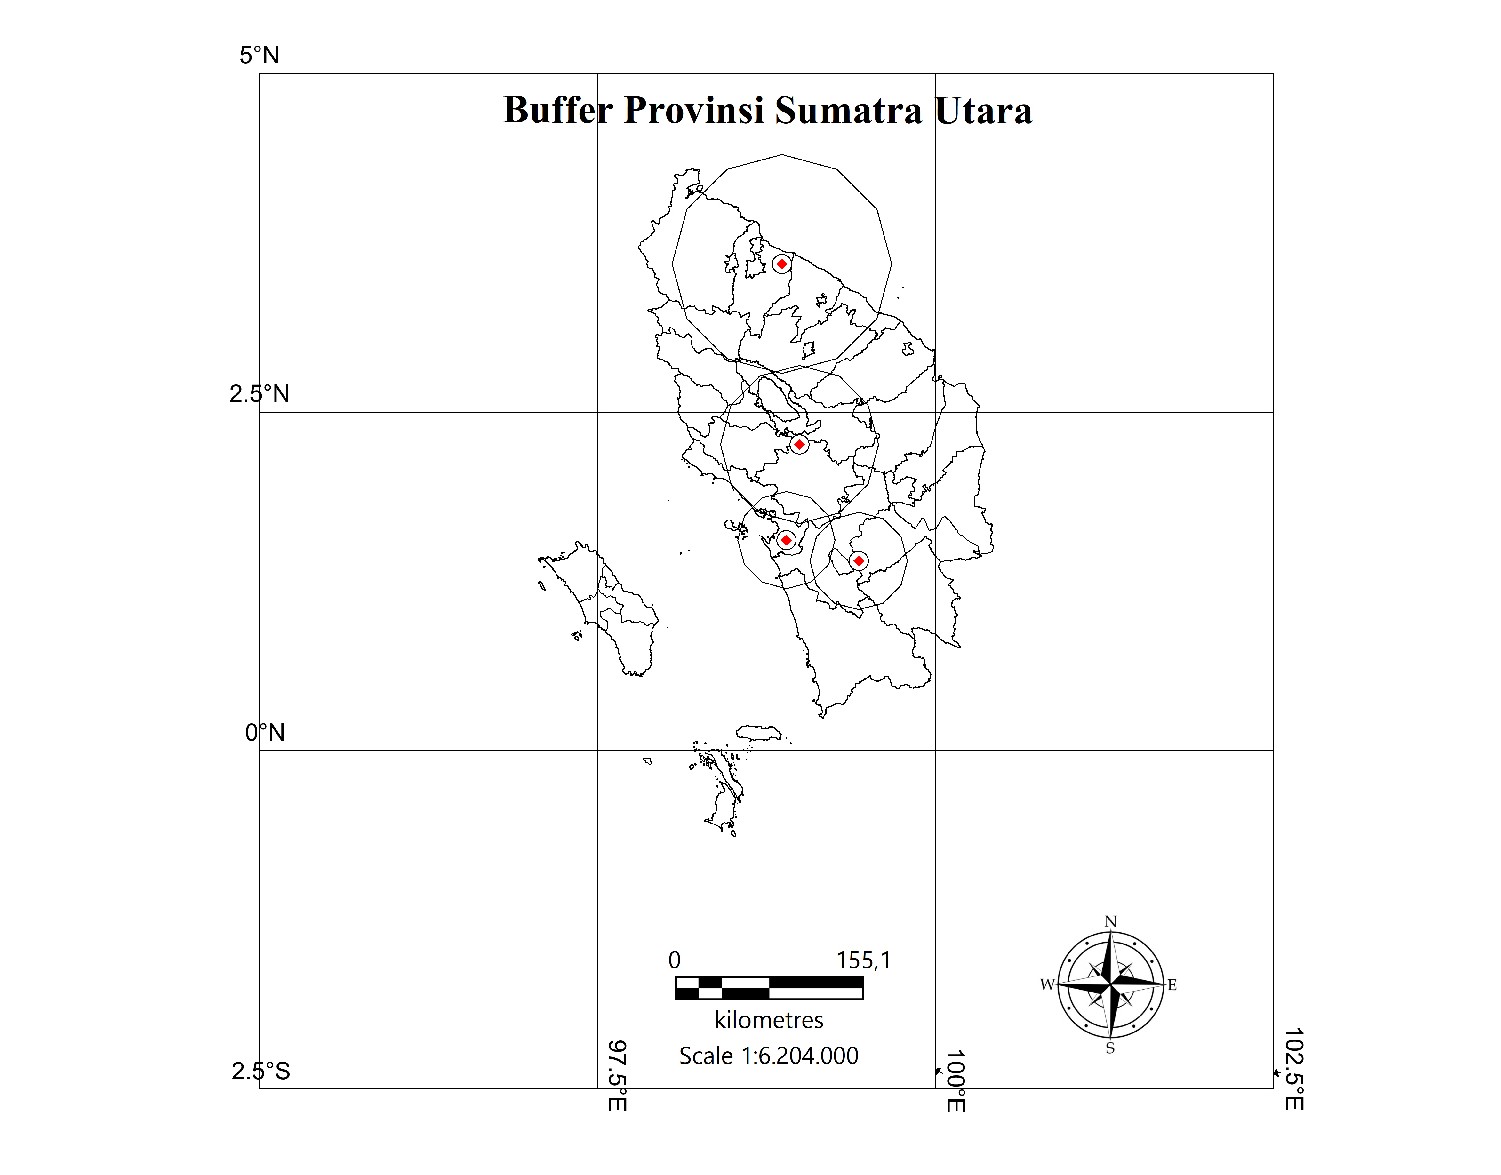 5°N
Buffer Provinsi Sumatra Utara
2.5°N
0°N
N
W E
S
0 155,1
kilometres
Scale 1:6.204.000
2.5°S
97.5°E
100°E
102.5°E